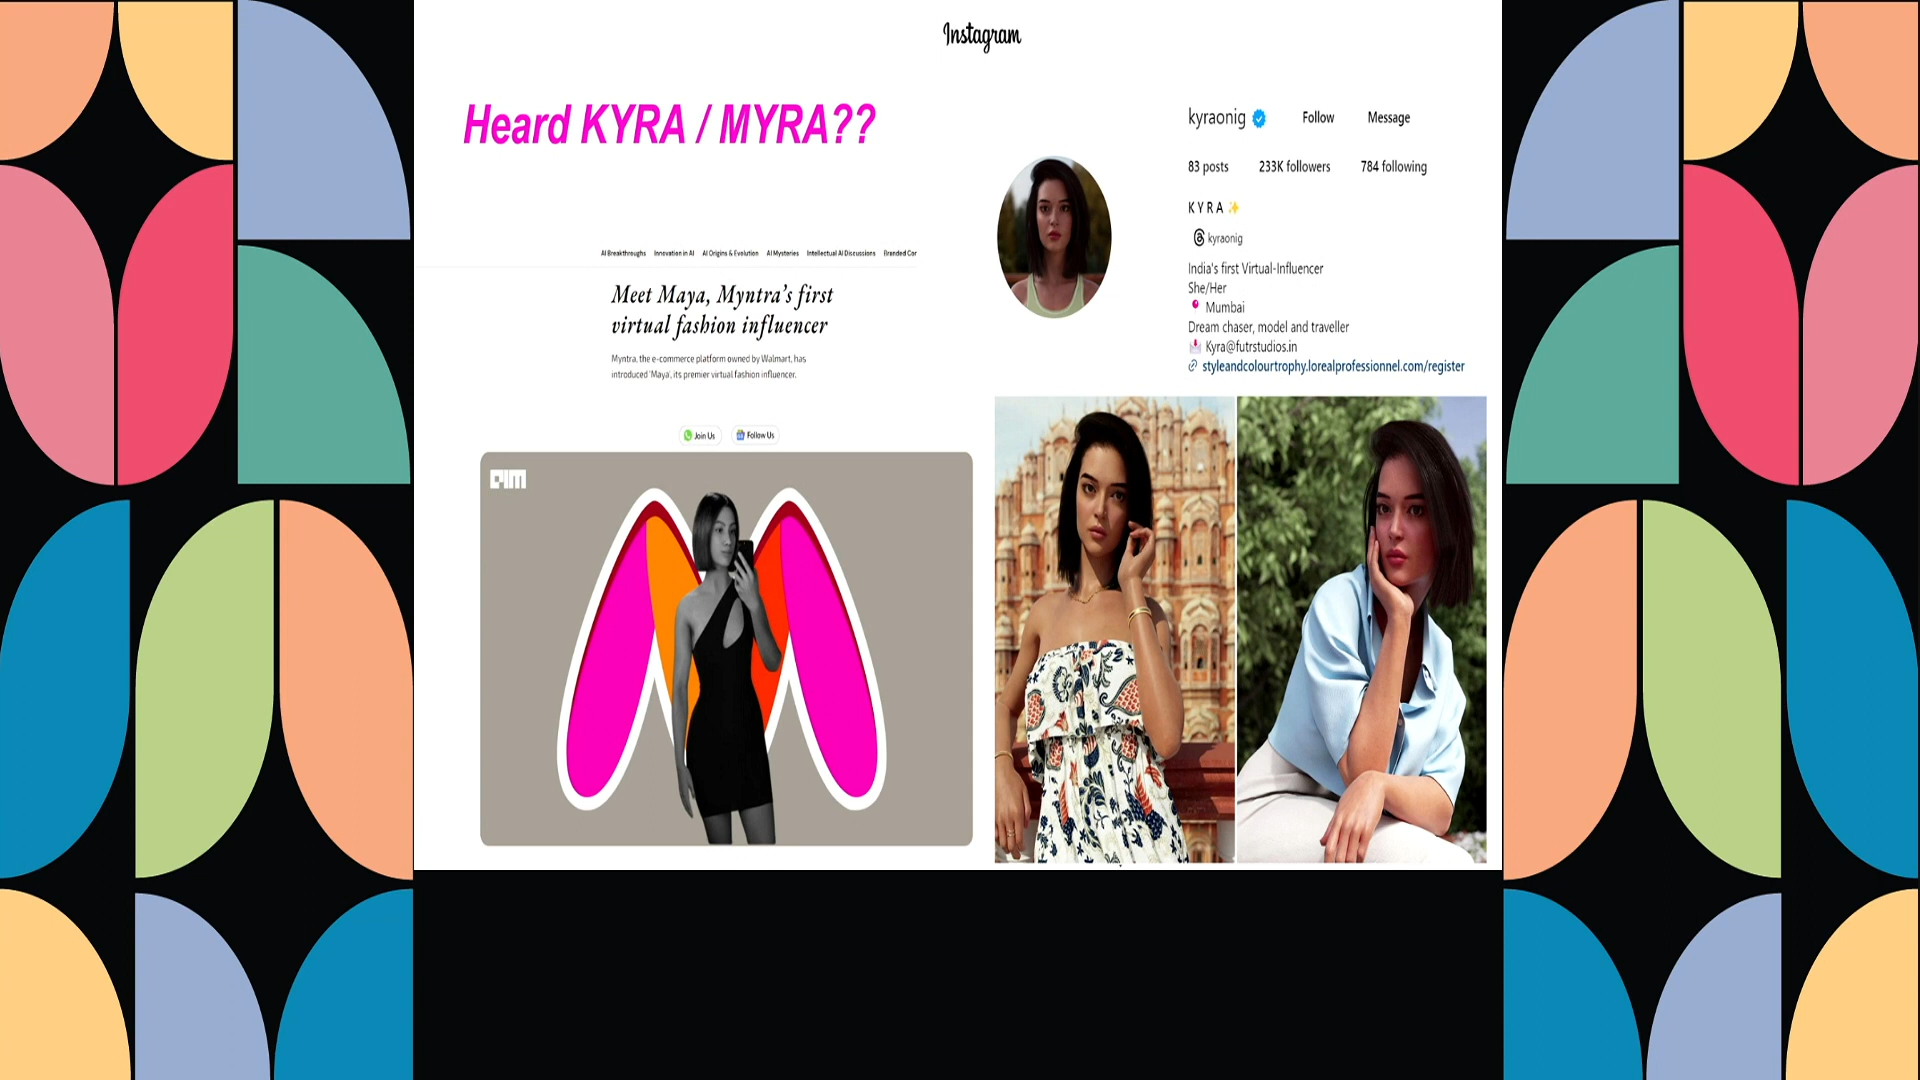 Instagram
Heard KYRA / MYRA??
AI Breakthroughs Innovation in AI AI Origins & Evolution AI Mysteries Intellectual AI Discussions Branded Cor
Meet Maya, Myntra's first
virtual fashion influencer
Myntra, the e-commerce platform owned by Walmart, has
introduced 'Maya', its premier virtual fashion influencer.
Join Us Follow Us
AIM
kyraonig Follow Message
83 posts 233K followers 784 following
K Y R A ✨
kyraonig
India's first Virtual-Influencer
She/Her
📍 Mumbai
Dream chaser, model and traveller
📩 Kyra@futrstudios.in
styleandcolourtrophy.lorealprofessionnel.com/register